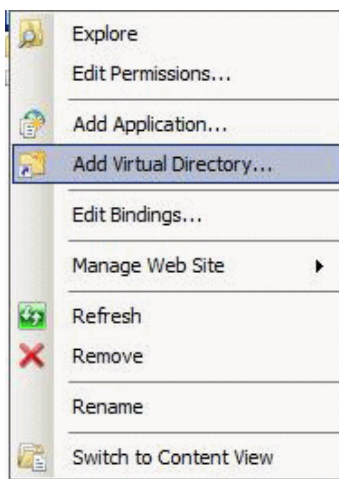 Explore
Edit Permissions...
Add Application...
Add Virtual Directory...
Edit Bindings...
Manage Web Site
Refresh
Remove
Rename
Switch to Content View